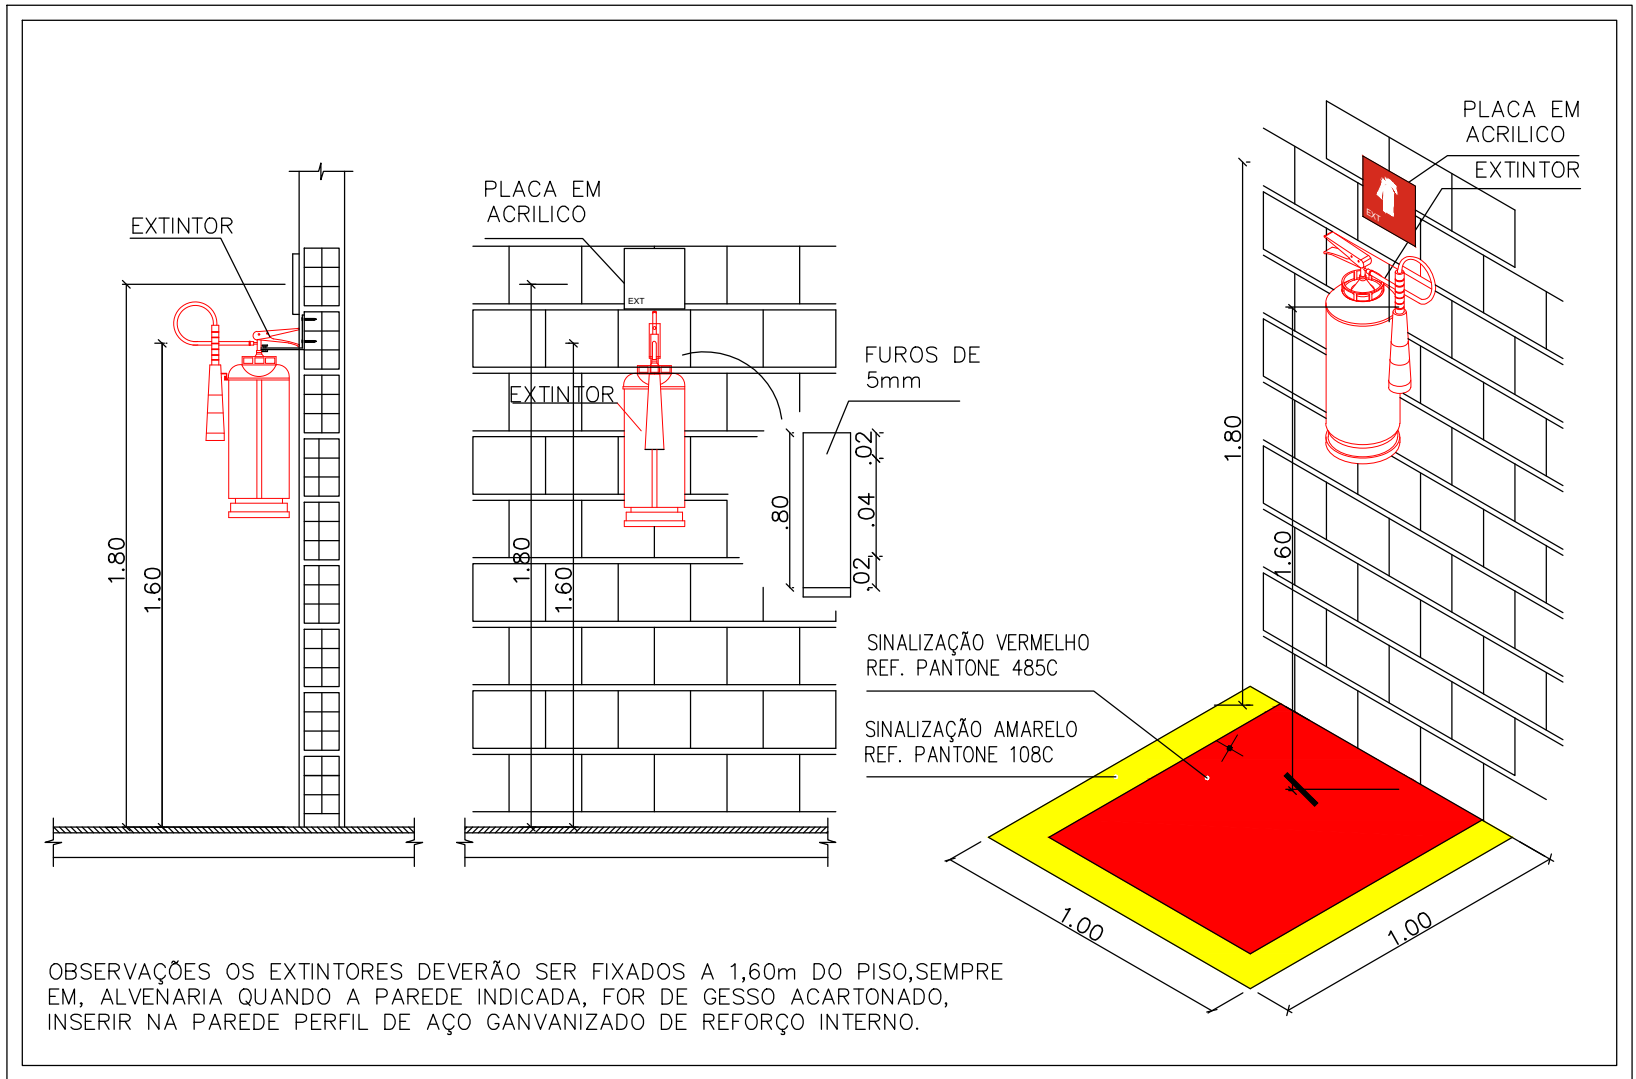 EXTINTOR
1.80
1.60
PLACA EM
ACRILICO
EXT
EXTINTOR
1.80
1.60
FUROS DE
5mm
.80
.02
.04
.02
PLACA EM
ACRILICO
EXTINTOR
EXT
1.80
1.60
SINALIZAÇÃO VERMELHO
REF. PANTONE 485C
SINALIZAÇÃO AMARELO
REF. PANTONE 108C
1.00
1.00
OBSERVAÇÕES OS EXTINTORES DEVERÃO SER FIXADOS A 1,60m DO PISO,SEMPRE
EM, ALVENARIA QUANDO A PAREDE INDICADA, FOR DE GESSO ACARTONADO,
INSERIR NA PAREDE PERFIL DE AÇO GANVANIZADO DE REFORÇO INTERNO.